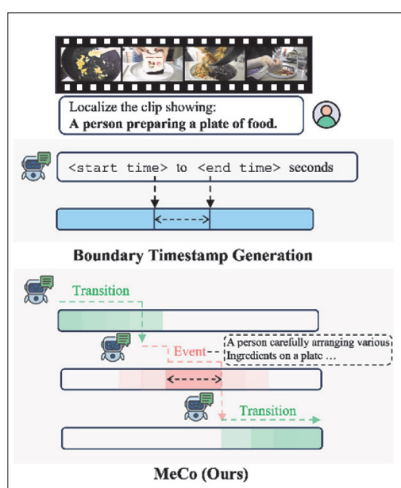 Localize the clip showing:
A person preparing a plate of food.
<start time> to <end time> seconds
Boundary Timestamp Generation
Transition
Event
A person carefully arranging various
Ingredients on a plate ...
Transition
MeCo (Ours)